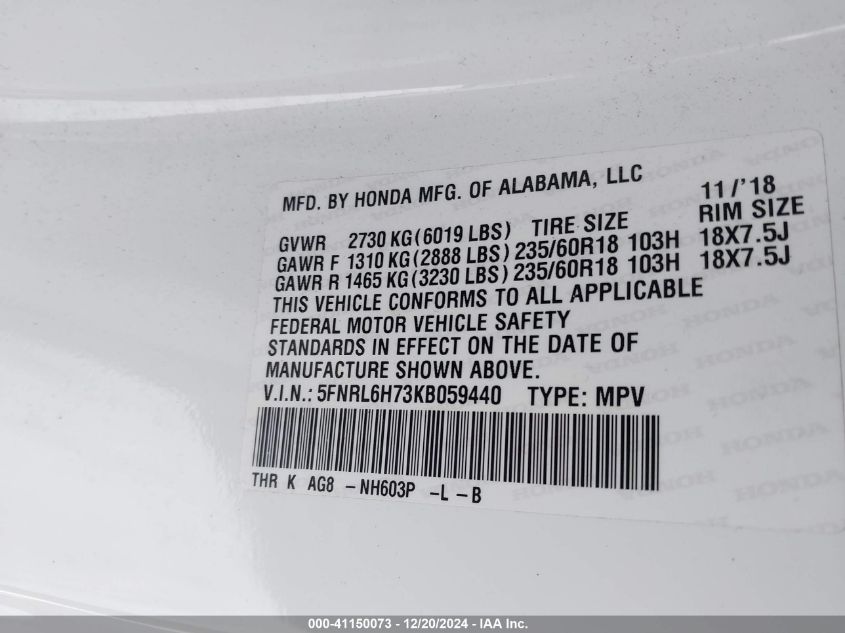 MFD. BY HONDA MFG. OF ALABAMA, LLC 11/'18
GVWR 2730 KG(6019 LBS) TIRE SIZE RIM SIZE
GAWR F 1310 KG(2888 LBS) 235/60R18 103H 18X7.5J
GAWR R 1465 KG(3230 LBS) 235/60R18 103H 18X7.5J
THIS VEHICLE CONFORMS TO ALL APPLICABLE
FEDERAL MOTOR VEHICLE SAFETY
STANDARDS IN EFFECT ON THE DATE OF
MANUFACTURE SHOWN ABOVE.
V.I.N.: 5FNRL6H73KB059440 TYPE: MPV
THR K AG8 -NH603P -L -B
000-41150073 - 12/20/2024 - IAA Inc.